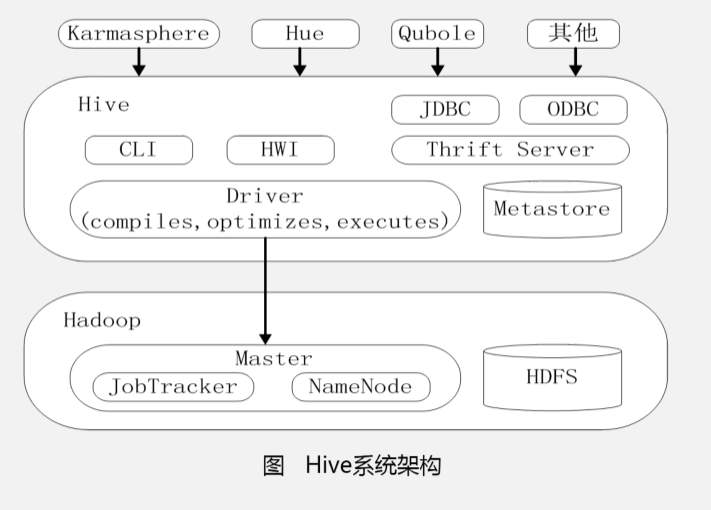 Karmasphere
Hue
Qubole
其他
Hive
JDBC
ODBC
CLI
HWI
Thrift Server
Driver
(compiles,optimizes,executes)
Metastore
Hadoop
Master
JobTracker
NameNode
HDFS
图 Hive系统架构